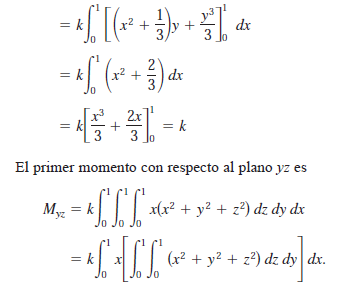 = k∫₀¹ [(x² + 1/3)y + y³/3]₀¹ dx
= k∫₀¹ (x² + 2/3) dx
= k[x³/3 + 2x/3]₀¹ = k
El primer momento con respecto al plano yz es
M_yz = k∫₀¹∫₀¹∫₀¹ x(x² + y² + z²) dz dy dx
= k∫₀¹ x[∫₀¹∫₀¹ (x² + y² + z²) dz dy] dx.